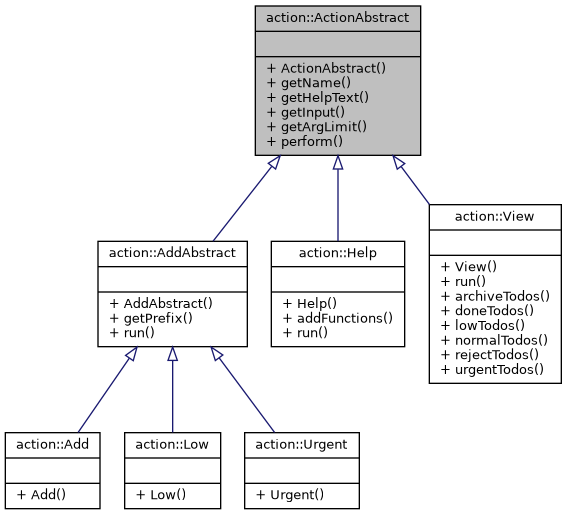 action::ActionAbstract
+ ActionAbstract()
+ getName()
+ getHelpText()
+ getInput()
+ getArgLimit()
+ perform()
action::AddAbstract
+ AddAbstract()
+ getPrefix()
+ run()
action::Help
+ Help()
+ addFunctions()
+ run()
action::View
+ View()
+ run()
+ archiveTodos()
+ doneTodos()
+ lowTodos()
+ normalTodos()
+ rejectTodos()
+ urgentTodos()
action::Add
+ Add()
action::Low
+ Low()
action::Urgent
+ Urgent()